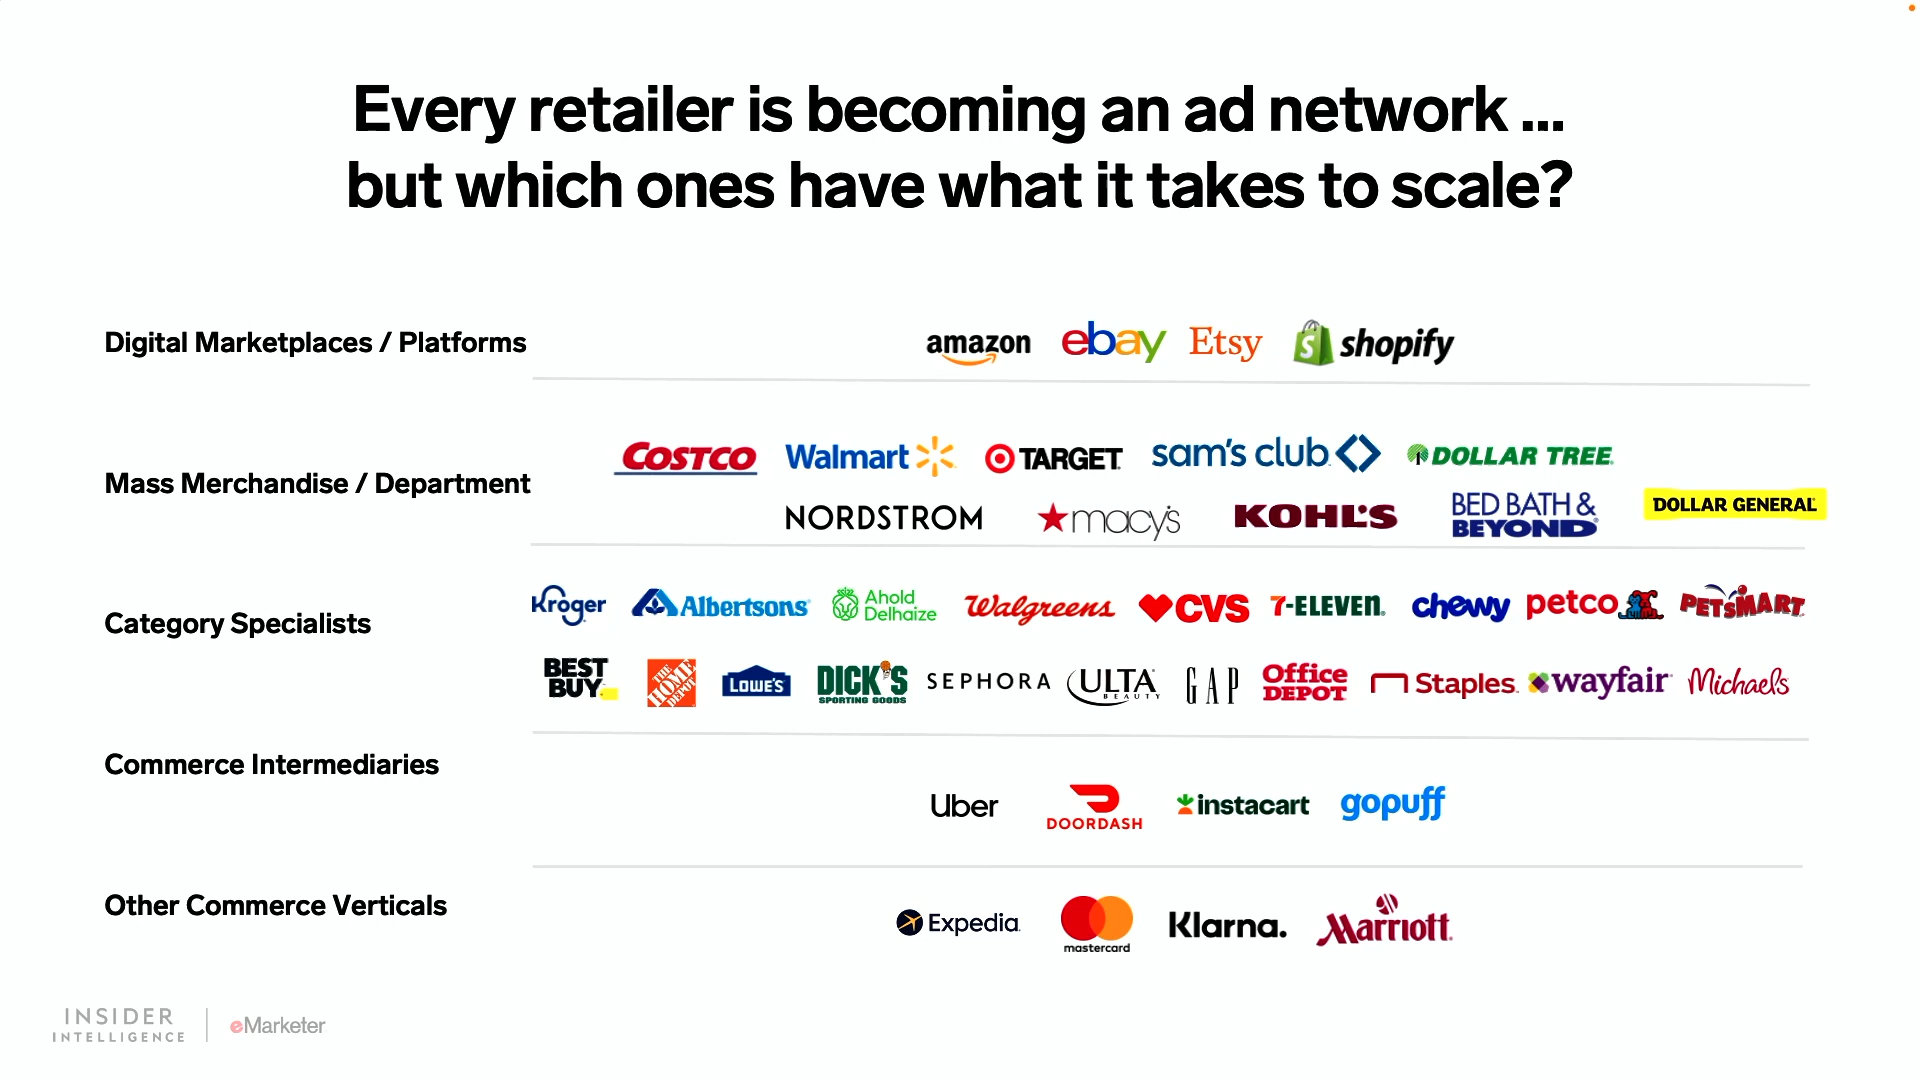 Every retailer is becoming an ad network ...
but which ones have what it takes to scale?
Digital Marketplaces / Platforms
amazon ebay Etsy shopify
Mass Merchandise / Department
COSTCO Walmart TARGET sam's club DOLLAR TREE
NORDSTROM macy's KOHL'S BED BATH & BEYOND DOLLAR GENERAL
Category Specialists
Kroger Albertsons Ahold Delhaize Walgreens CVS 7-ELEVEN chewy petco PETSMART
BEST BUY THE HOME DEPOT LOWE'S DICK'S SPORTING GOODS SEPHORA ULTA BEAUTY GAP Office DEPOT Staples wayfair Michaels
Commerce Intermediaries
Uber DOORDASH instacart gopuff
Other Commerce Verticals
Expedia mastercard Klarna. Marriott
INSIDER INTELLIGENCE | eMarketer